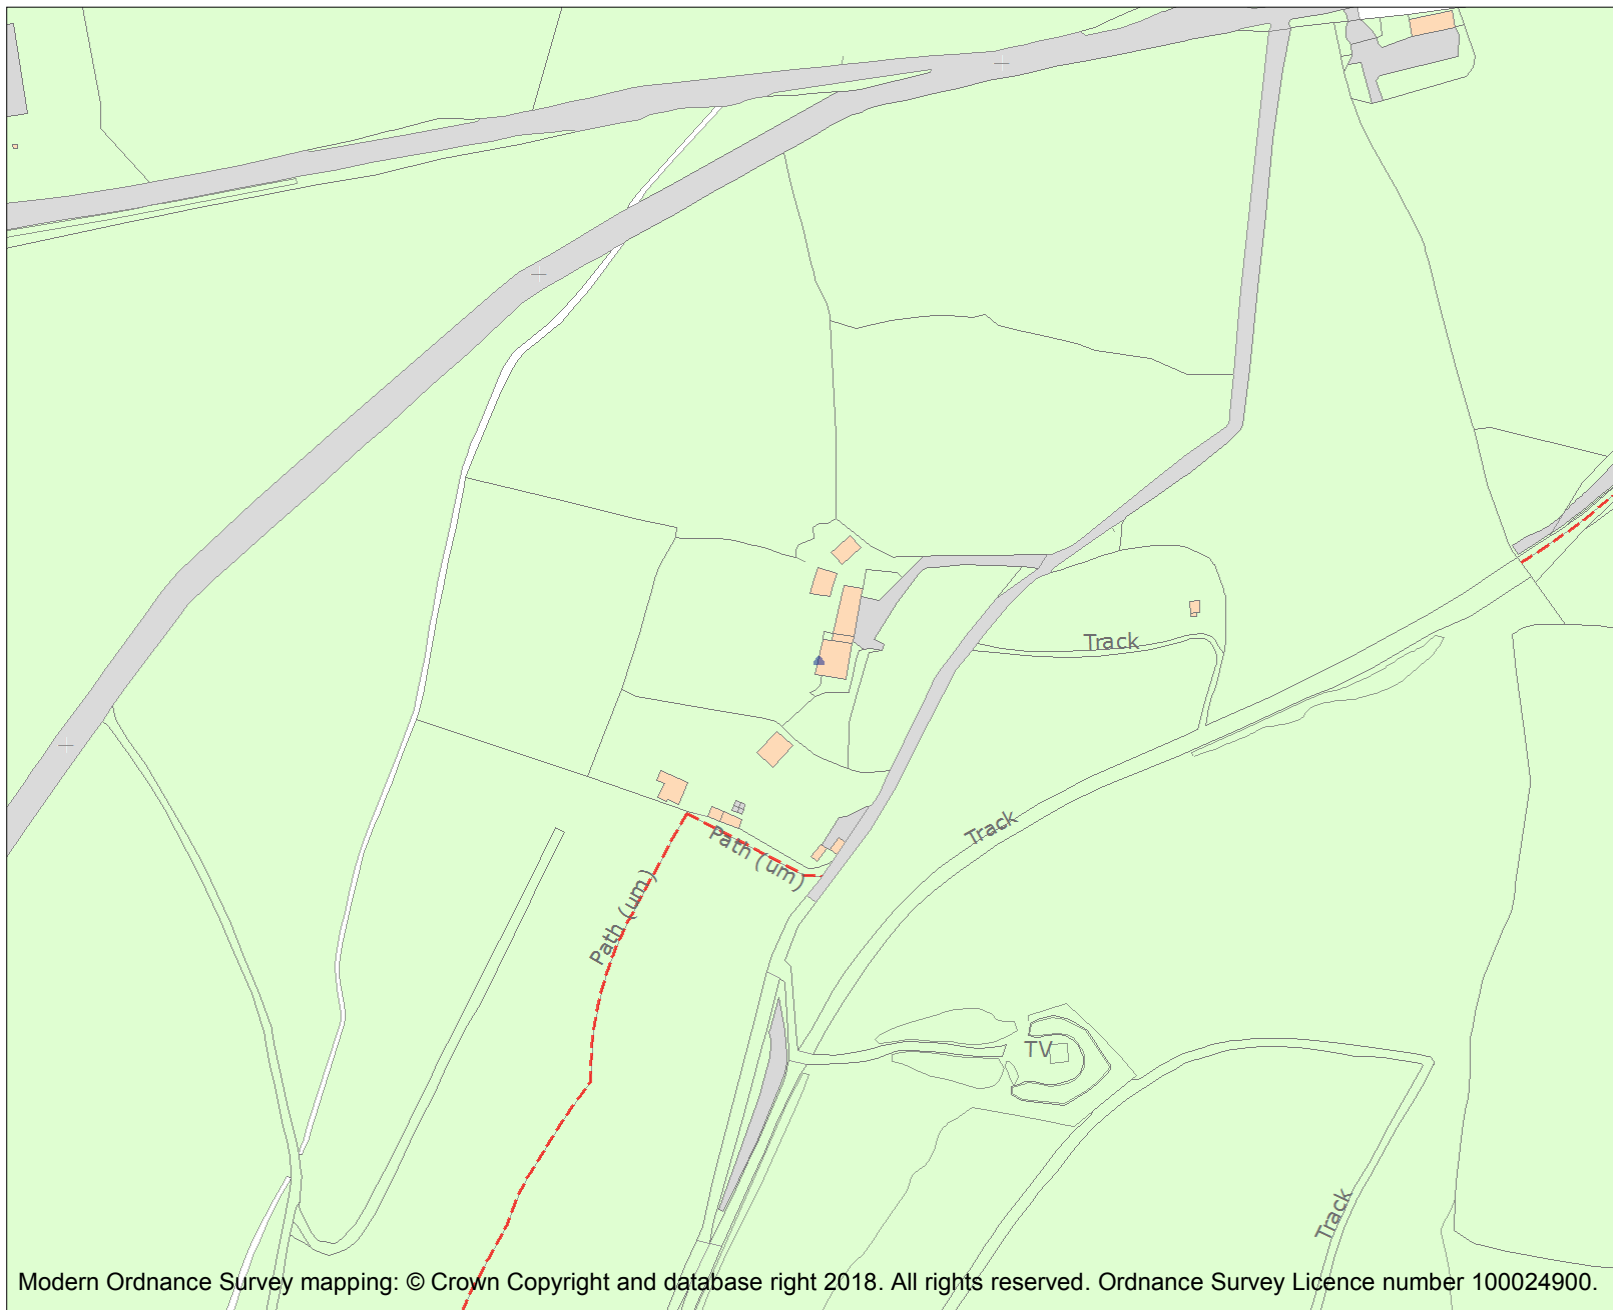 Track
Track
Path (um)
Path (um)
TV
Track
Modern Ordnance Survey mapping: © Crown Copyright and database right 2018. All rights reserved. Ordnance Survey Licence number 100024900.